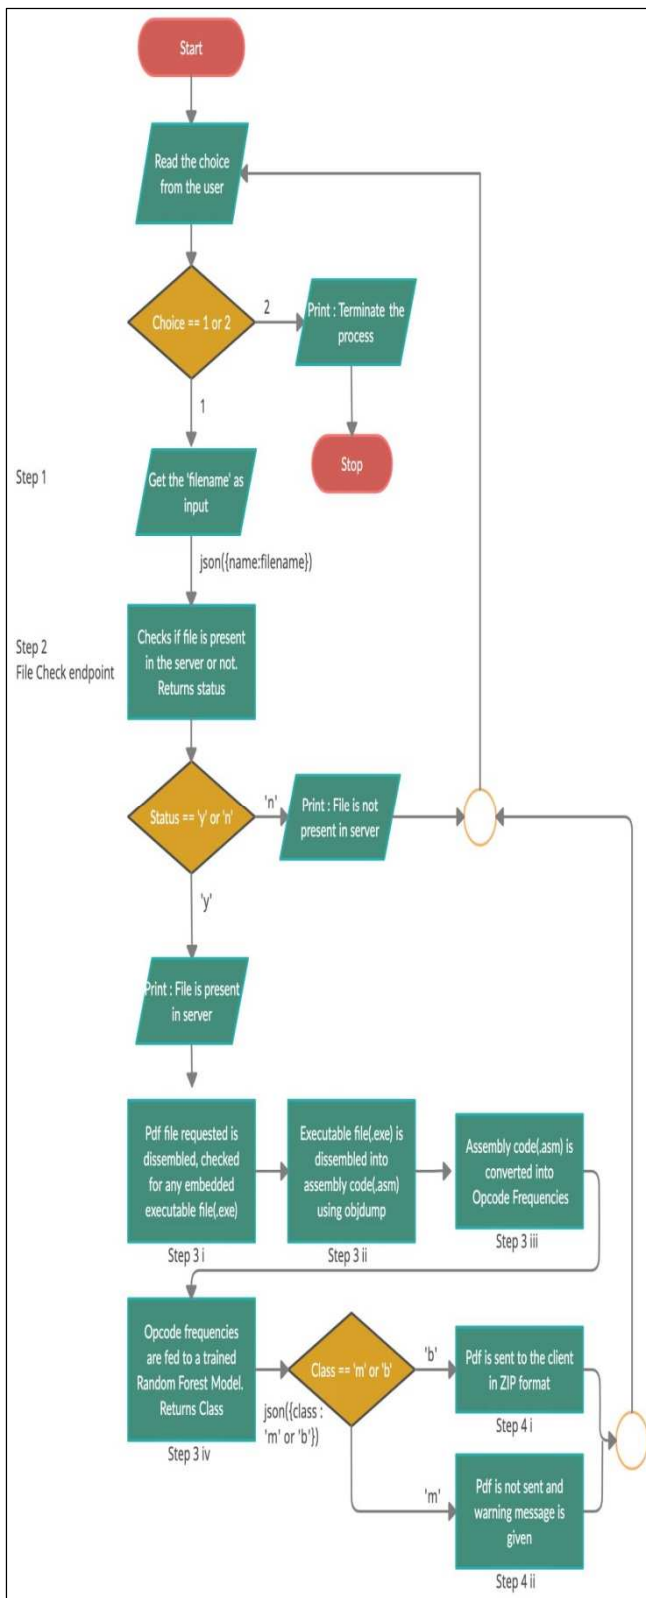 Start
Read the choice
from the user
Choice == 1 or 2
2
Print : Terminate the
process
Stop
1
Step 1
Get the 'filename' as
input
json({name:filename})
Step 2
File Check endpoint
Checks if file is present
in the server or not.
Returns status
Status == 'y' or 'n'
'n'
Print : File is not
present in server
'y'
Print : File is present
in server
Pdf file requested is
dissembled, checked
for any embedded
executable file(.exe)
Step 3 i
Executable file(.exe) is
dissembled into
assembly code(.asm)
using objdump
Step 3 ii
Assembly code(.asm) is
converted into
Opcode Frequencies
Step 3 iii
Opcode frequencies
are fed to a trained
Random Forest Model.
Returns Class
Step 3 iv
json({class :
'm' or 'b'})
Class == 'm' or 'b'
'b'
Pdf is sent to the client
in ZIP format
Step 4 i
'm'
Pdf is not sent and
warning message is
given
Step 4 ii